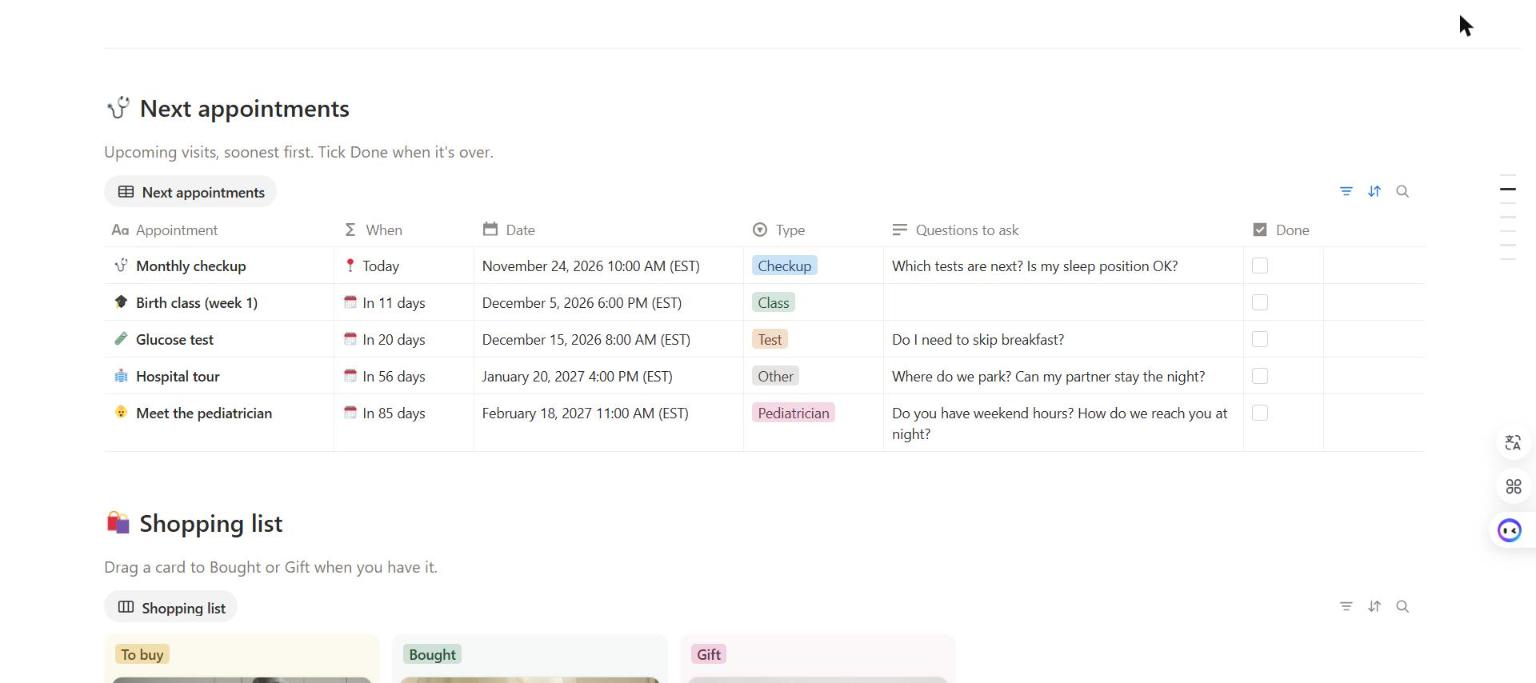 Next appointments
Upcoming visits, soonest first. Tick Done when it's over.
Next appointments
Aa Appointment When Date Type Questions to ask Done
Monthly checkup Today November 24, 2026 10:00 AM (EST) Checkup Which tests are next? Is my sleep position OK?
Birth class (week 1) In 11 days December 5, 2026 6:00 PM (EST) Class
Glucose test In 20 days December 15, 2026 8:00 AM (EST) Test Do I need to skip breakfast?
Hospital tour In 56 days January 20, 2027 4:00 PM (EST) Other Where do we park? Can my partner stay the night?
Meet the pediatrician In 85 days February 18, 2027 11:00 AM (EST) Pediatrician Do you have weekend hours? How do we reach you at
night?
Shopping list
Drag a card to Bought or Gift when you have it.
Shopping list
To buy Bought Gift